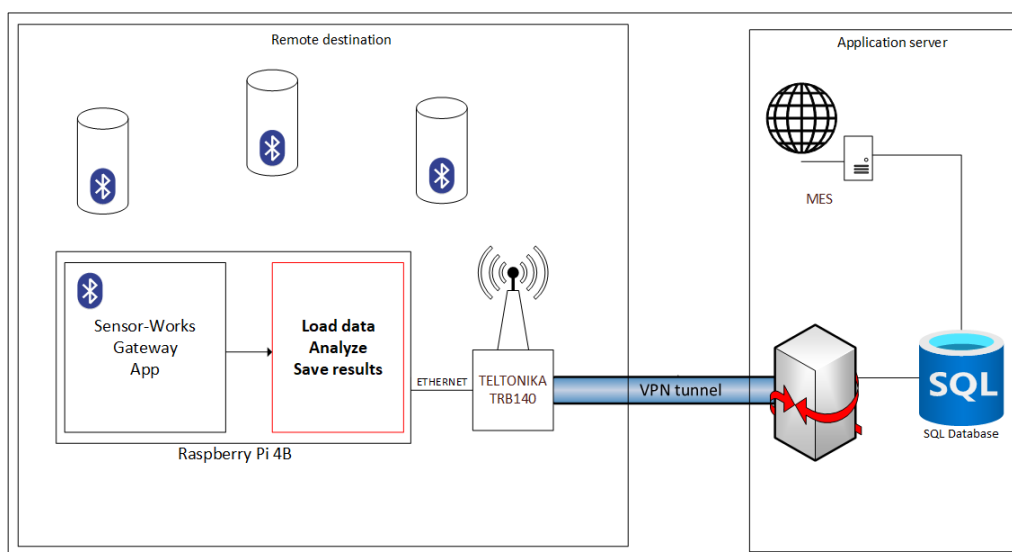 Remote destination
Application server
MES
Sensor-Works
Gateway
App
Load data
Analyze
Save results
ETHERNET
TELTONIKA
TRB140
VPN tunnel
SQL
SQL Database
Raspberry Pi 4B